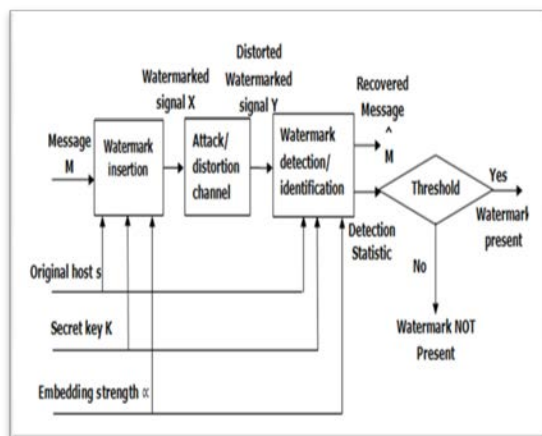 Message
M
Watermark
insertion
Watermarked
signal X
Attack/
distortion
channel
Distorted
Watermarked
signal Y
Watermark
detection/
identification
Recovered
Message
^
M
Threshold
Yes
Watermark
present
Detection
Statistic
No
Watermark NOT
Present
Original host s
Secret key K
Embedding strength ∝